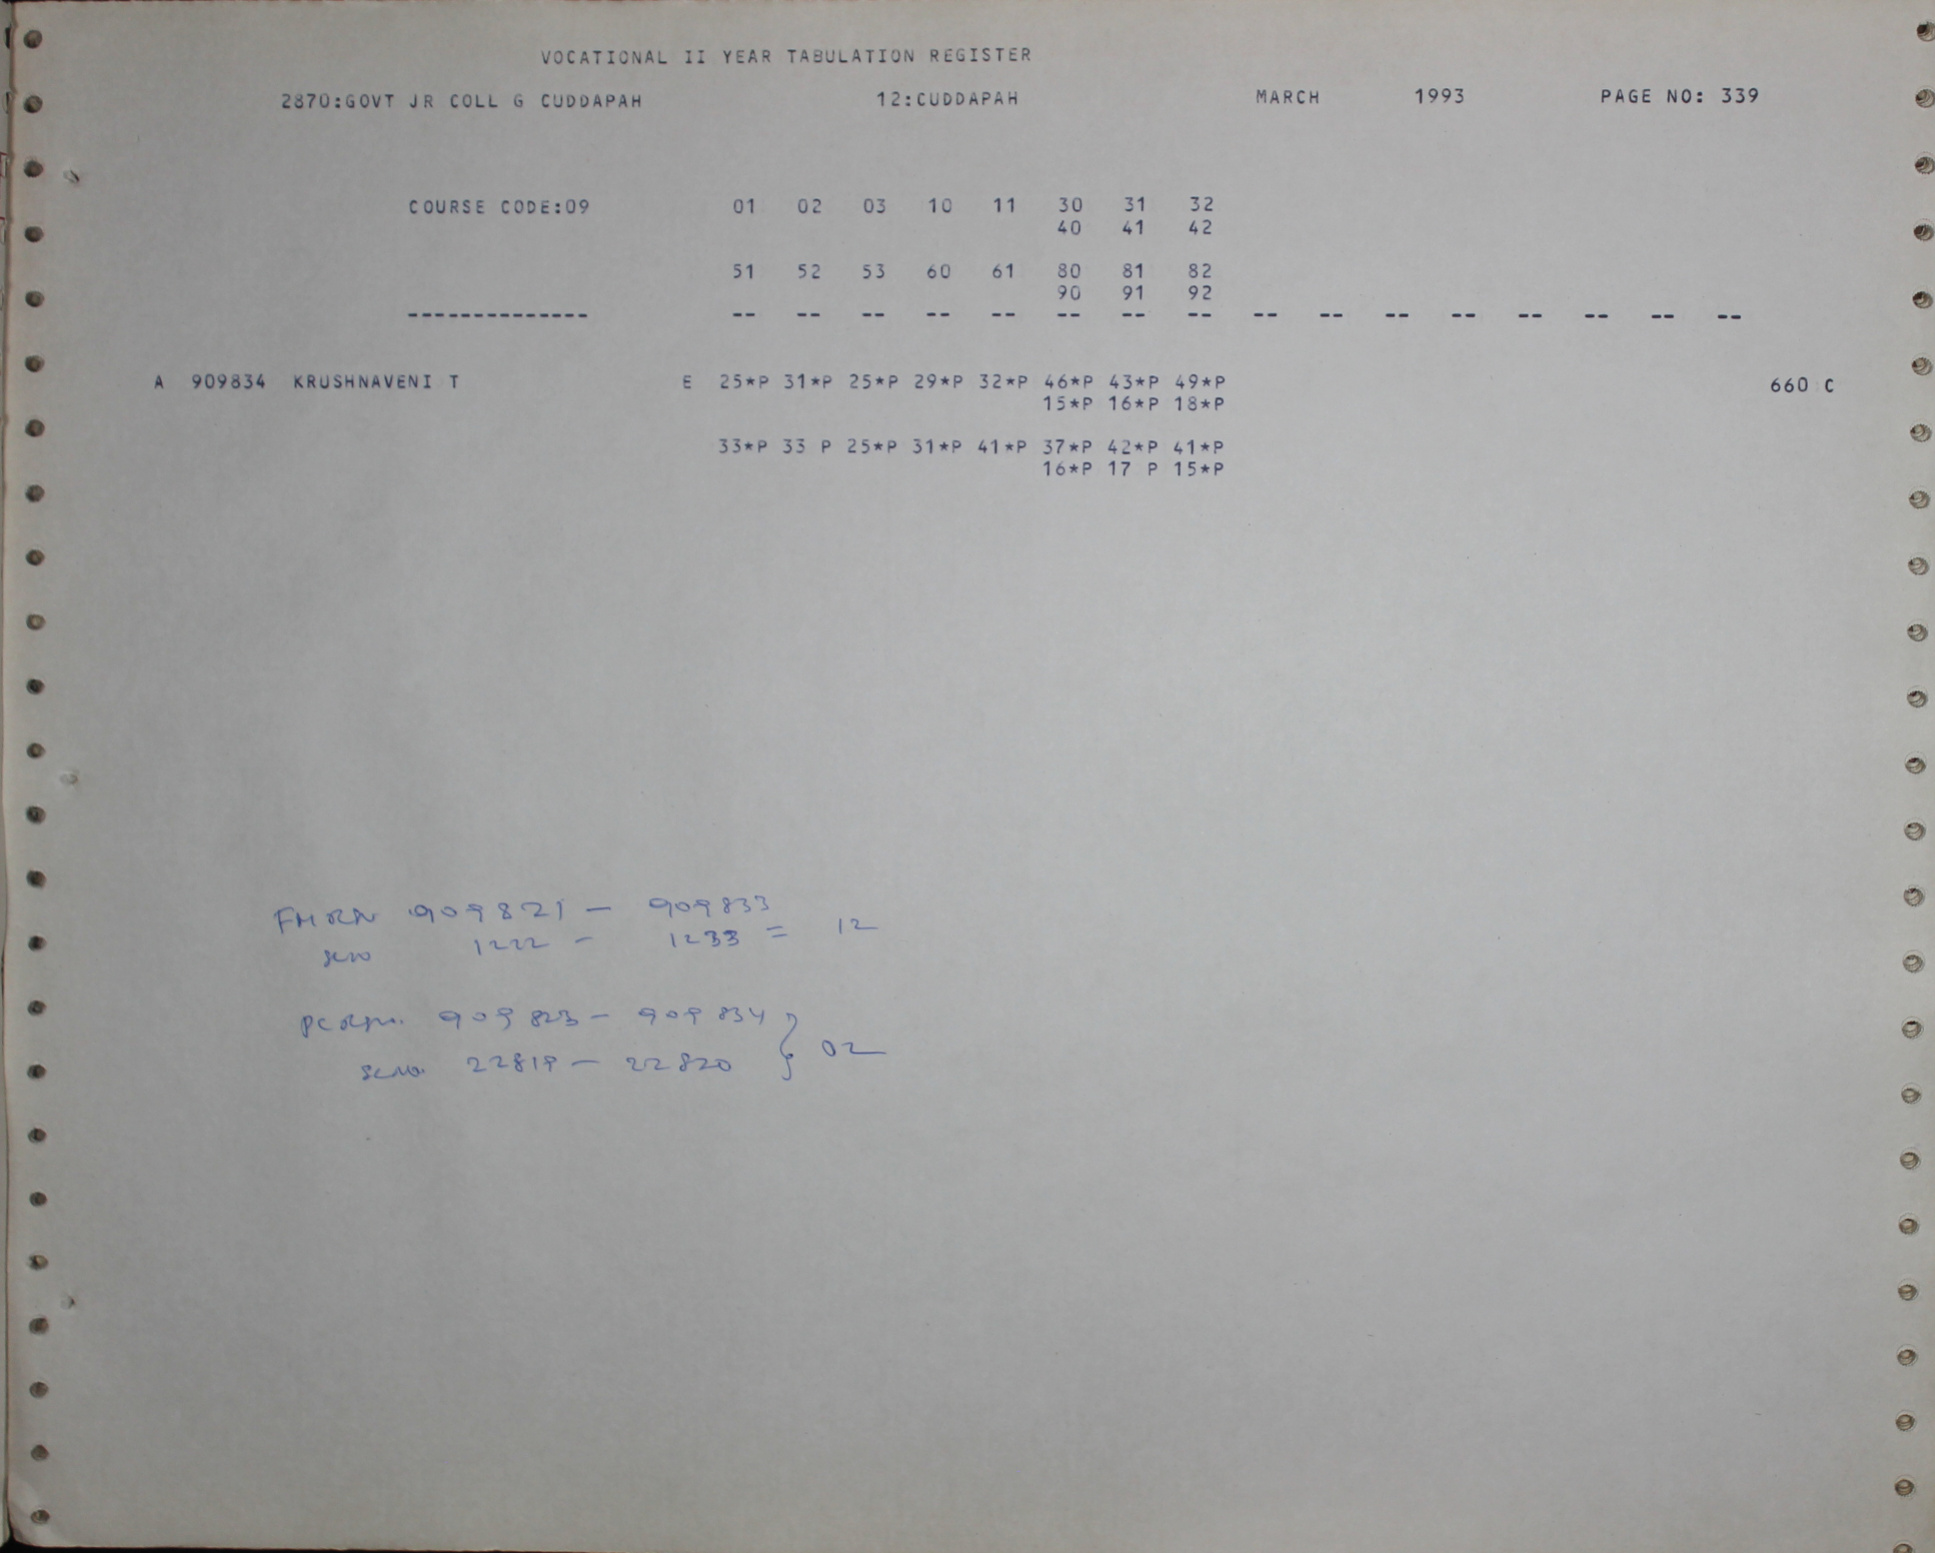 VOCATIONAL II YEAR TABULATION REGISTER
2870:GOVT JR COLL G CUDDAPAH 12:CUDDAPAH MARCH 1993 PAGE NO: 339
COURSE CODE:09 01 02 03 10 11 30 31 32
40 41 42
51 52 53 60 61 80 81 82
90 91 92
-------------- -- -- -- -- -- -- -- -- -- -- -- -- -- -- -- --
A 909834 KRUSHNAVENI T E 25*P 31*P 25*P 29*P 32*P 46*P 43*P 49*P 660 C
15*P 16*P 18*P
33*P 33 P 25*P 31*P 41*P 37*P 42*P 41*P
16*P 17 P 15*P
909821 - 909833
1222 - 1233 = 12
909823 - 909834 }
22819 - 22820 } 02